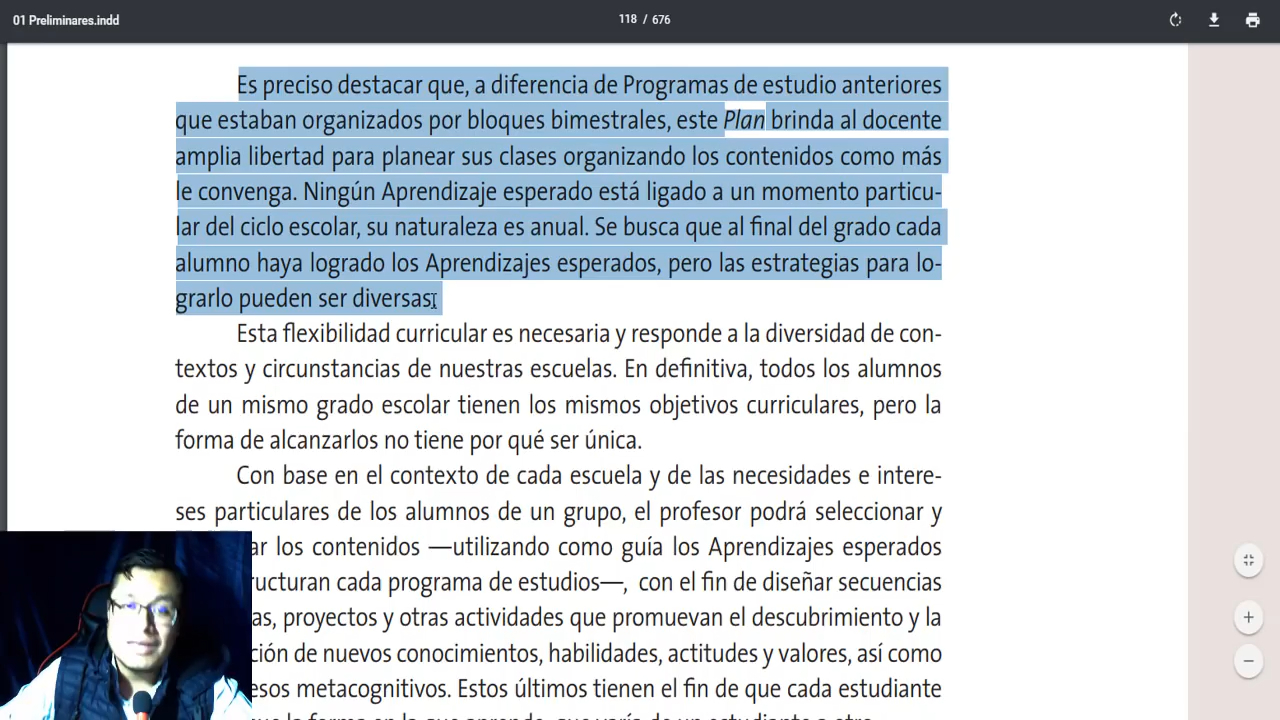 01 Preliminares.indd
118 / 676
Es preciso destacar que, a diferencia de Programas de estudio anteriores
que estaban organizados por bloques bimestrales, este Plan brinda al docente
amplia libertad para planear sus clases organizando los contenidos como más
le convenga. Ningún Aprendizaje esperado está ligado a un momento particu-
lar del ciclo escolar, su naturaleza es anual. Se busca que al final del grado cada
alumno haya logrado los Aprendizajes esperados, pero las estrategias para lo-
grarlo pueden ser diversas.
Esta flexibilidad curricular es necesaria y responde a la diversidad de con-
textos y circunstancias de nuestras escuelas. En definitiva, todos los alumnos
de un mismo grado escolar tienen los mismos objetivos curriculares, pero la
forma de alcanzarlos no tiene por qué ser única.
Con base en el contexto de cada escuela y de las necesidades e intere-
ses particulares de los alumnos de un grupo, el profesor podrá seleccionar y
ar los contenidos —utilizando como guía los Aprendizajes esperados
ructuran cada programa de estudios—, con el fin de diseñar secuencias
as, proyectos y otras actividades que promuevan el descubrimiento y la
ción de nuevos conocimientos, habilidades, actitudes y valores, así como
esos metacognitivos. Estos últimos tienen el fin de que cada estudiante